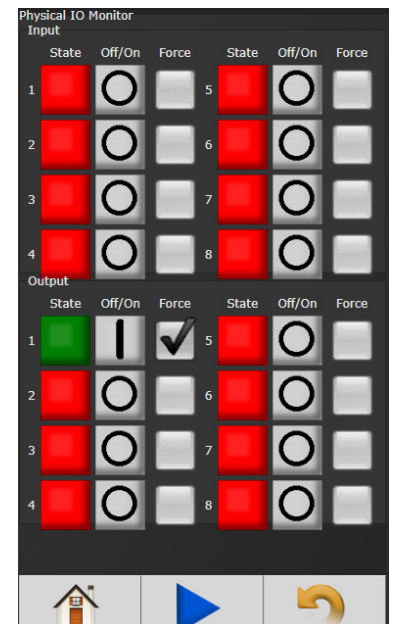 Physical IO Monitor
Input
State Off/On Force State Off/On Force
1 5
2 6
3 7
4 8
Output
State Off/On Force State Off/On Force
1 5
2 6
3 7
4 8